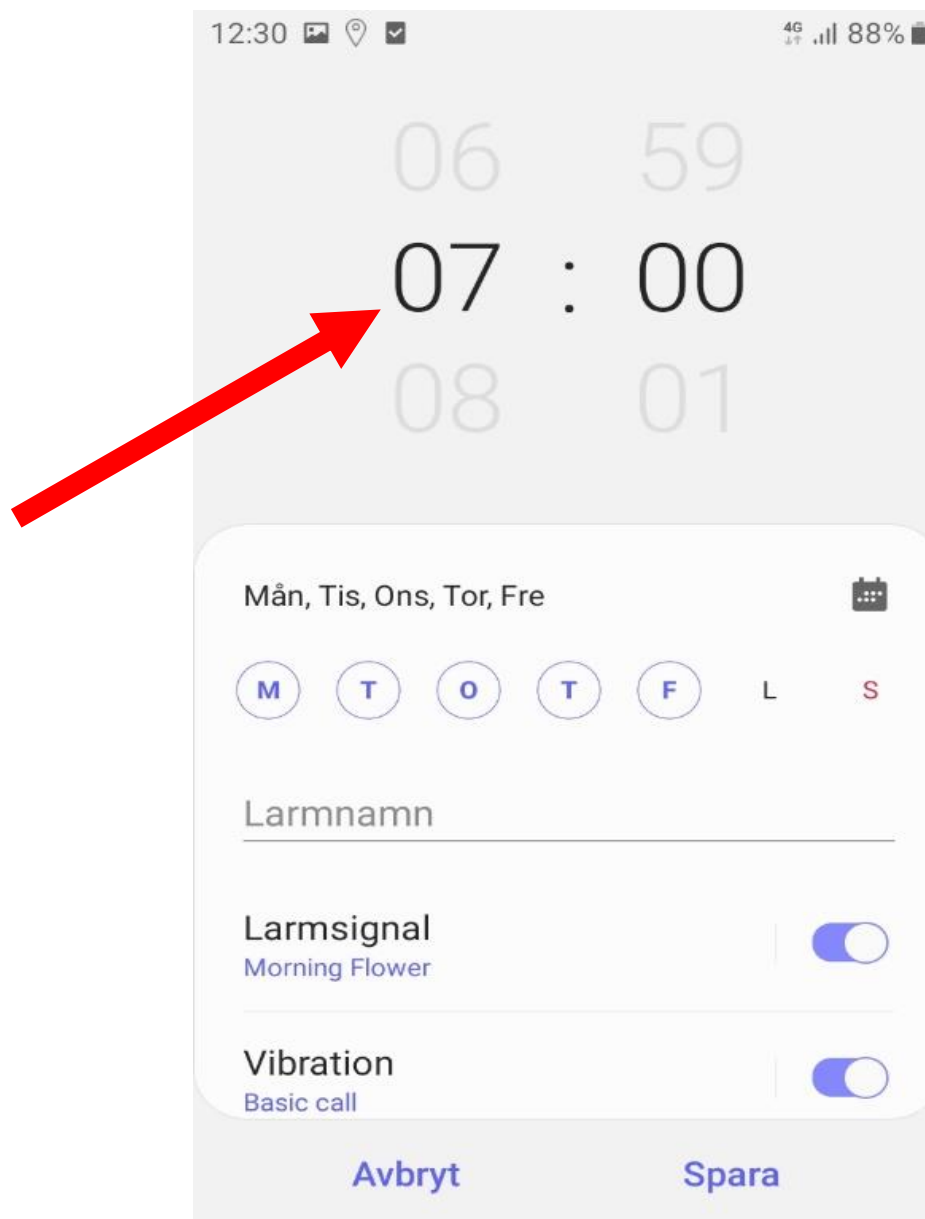 12:30 4G 88%
06 59
07 : 00
08 01
Mån, Tis, Ons, Tor, Fre
M T O T F L S
Larmnamn
Larmsignal
Morning Flower
Vibration
Basic call
Avbryt Spara